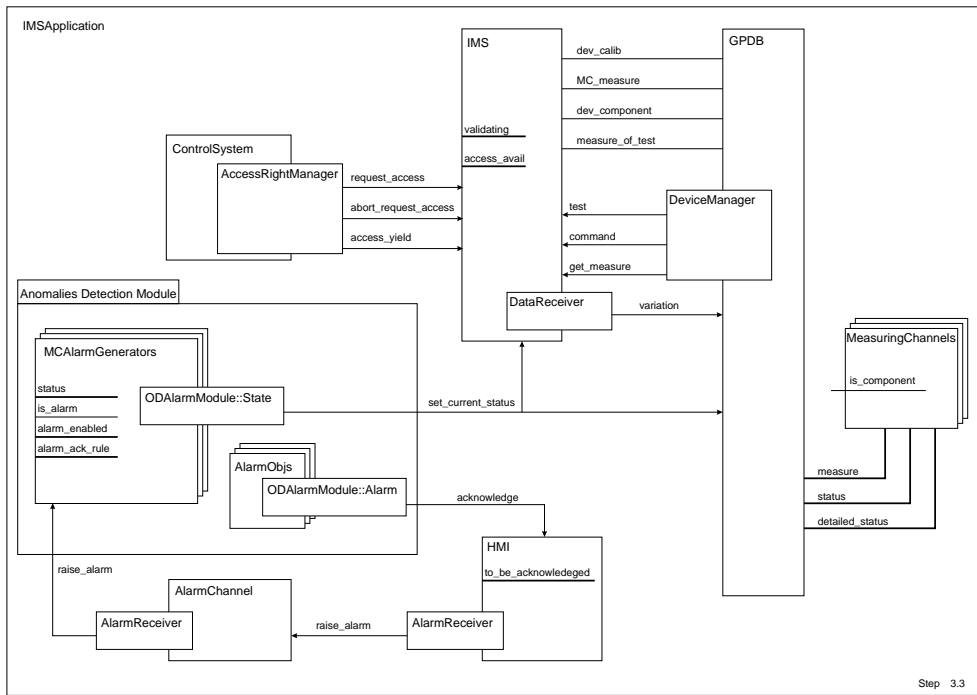 IMSApplication
IMS
GPDB
dev_calib
MC_measure
dev_component
validating
measure_of_test
ControlSystem
access_avail
AccessRightManager
request_access
abort_request_access
access_yield
test
DeviceManager
command
get_measure
Anomalies Detection Module
DataReceiver
variation
MCAlarmGenerators
MeasuringChannels
status
is_component
ODAlarmModule::State
is_alarm
set_current_status
alarm_enabled
alarm_ack_rule
AlarmObjs
measure
ODAlarmModule::Alarm
acknowledge
status
detailed_status
HMI
raise_alarm
to_be_acknowledeged
AlarmChannel
AlarmReceiver
raise_alarm
AlarmReceiver
Step 3.3